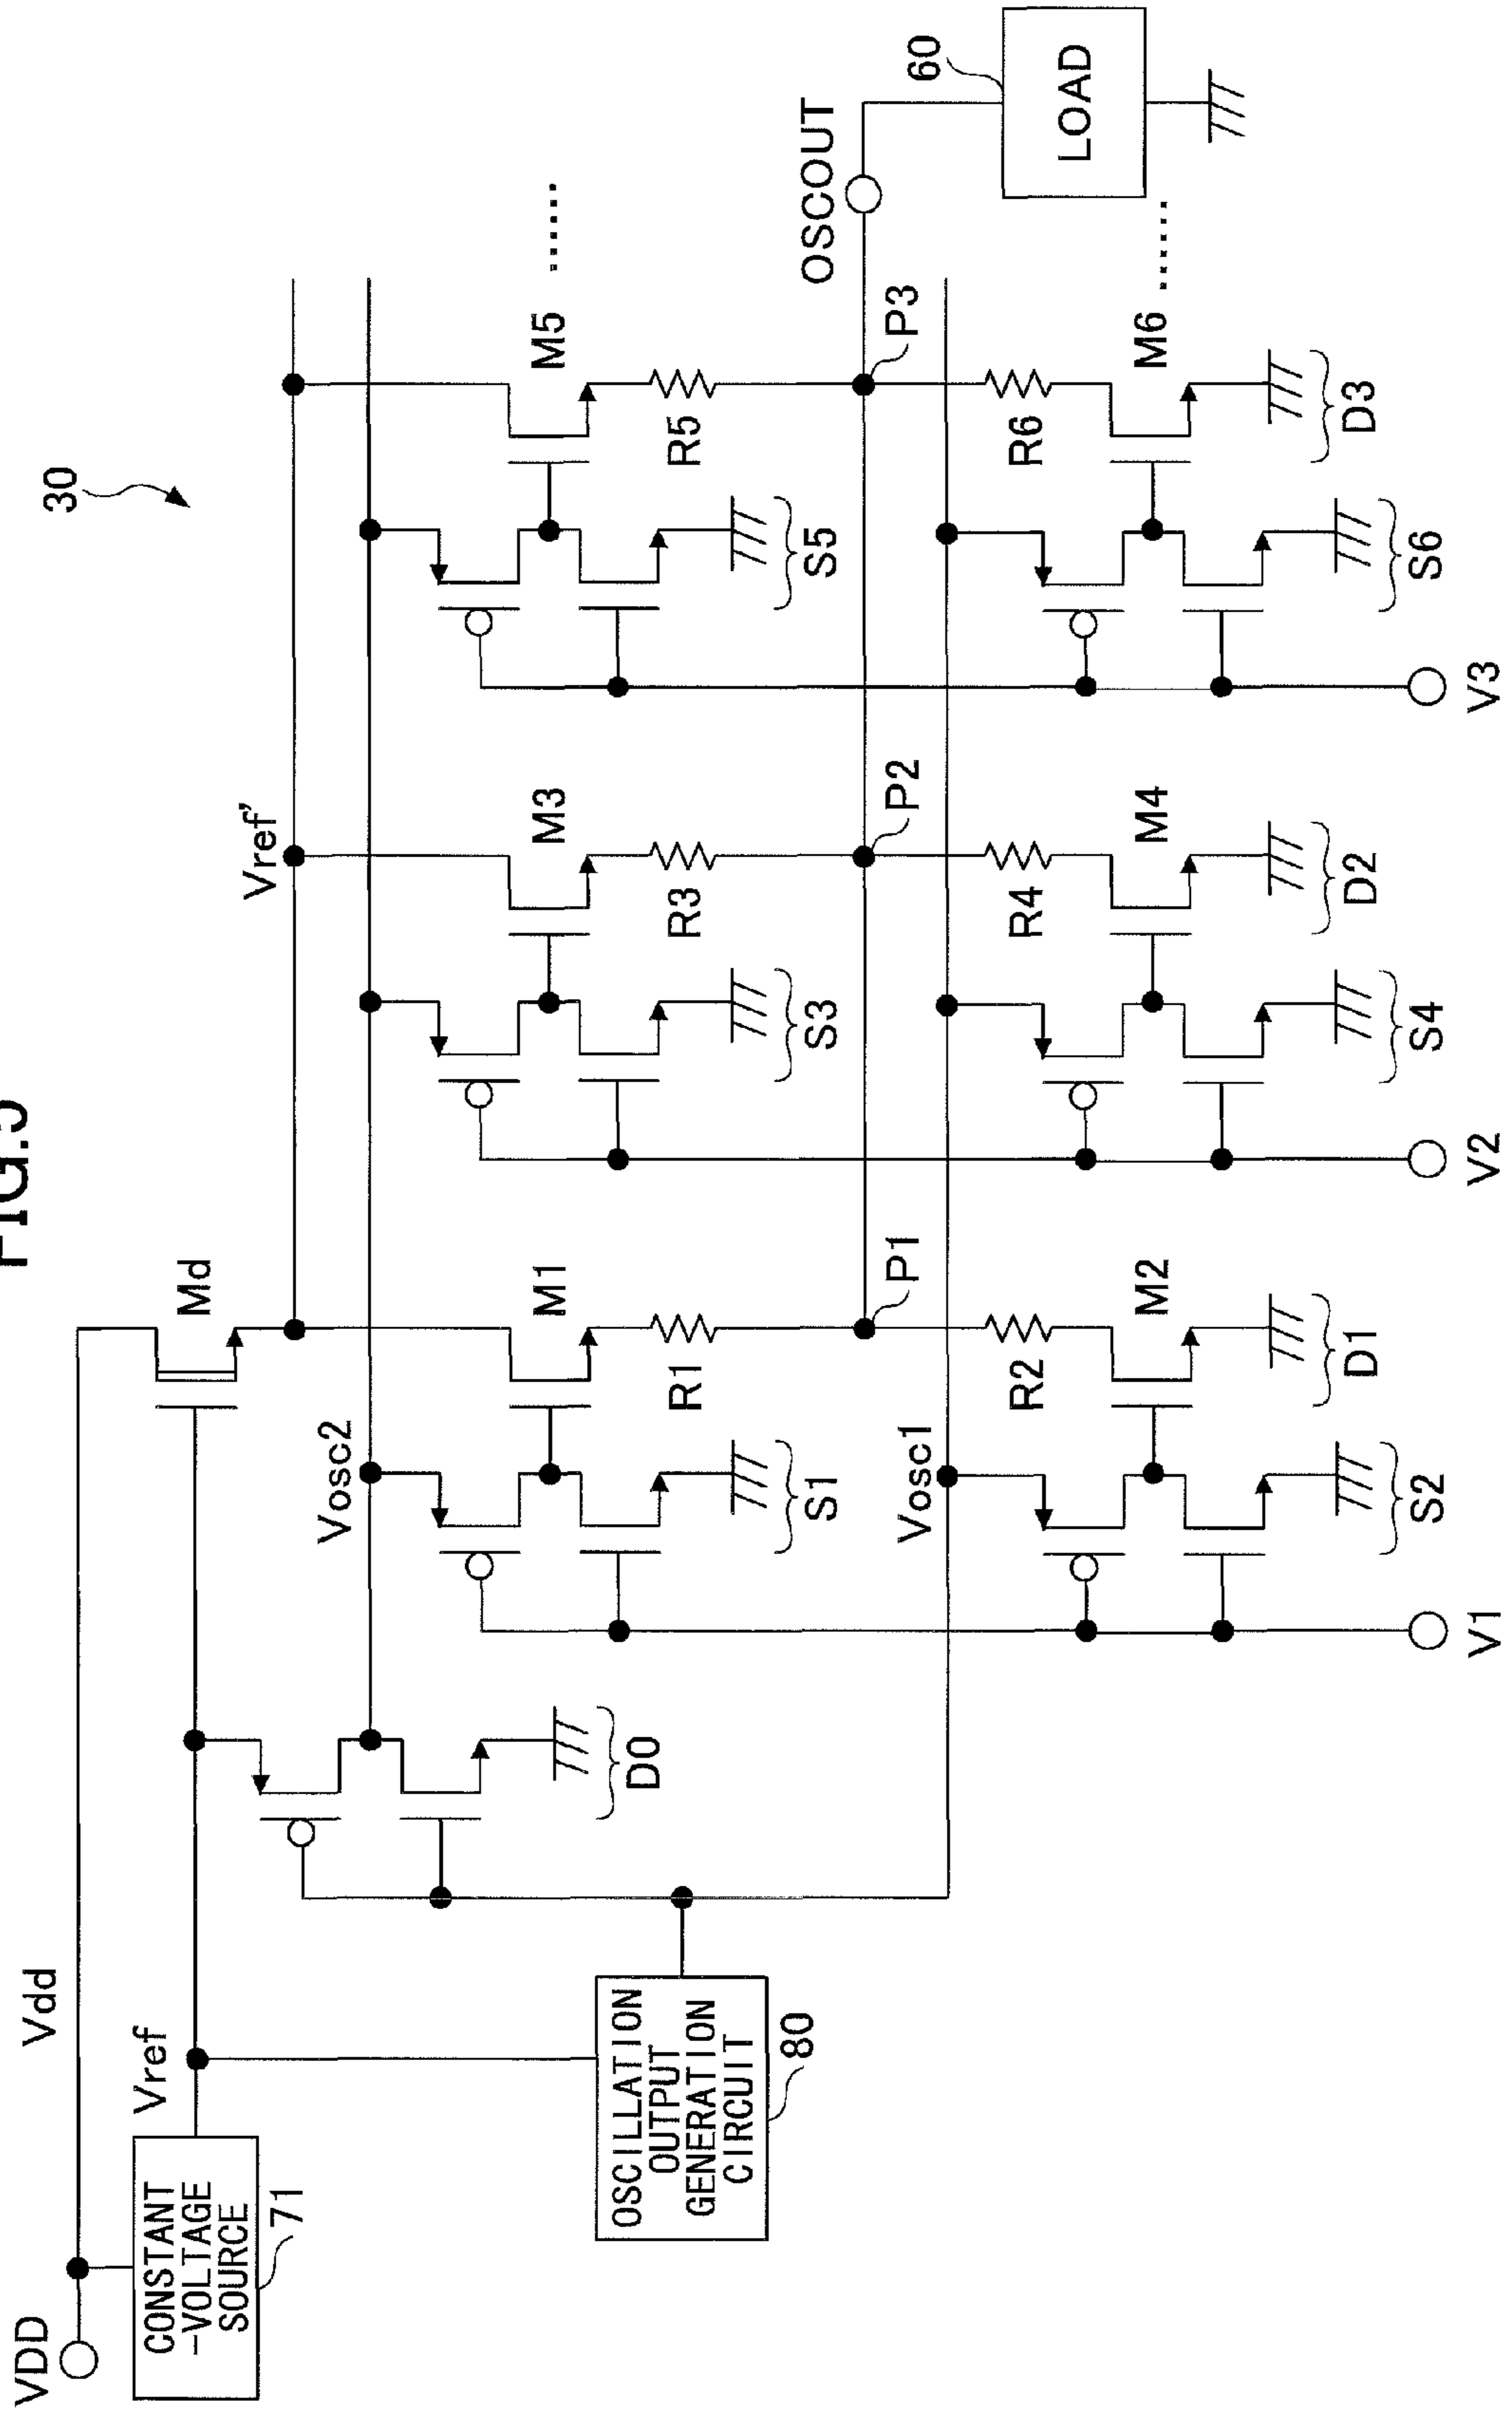 FIG.5
30
VDD
Vdd
CONSTANT
-VOLTAGE
SOURCE
71
Vref
Md
Vref'
Vosc2
D0
OSCILLATION
OUTPUT
GENERATION
CIRCUIT
80
S1
M1
R1
S3
M3
R3
S5
M5
R5
......
P1
P2
P3
OSCOUT
60
LOAD
Vosc1
R2
M2
S2
D1
R4
M4
S4
D2
R6
M6
S6
D3
......
V1
V2
V3